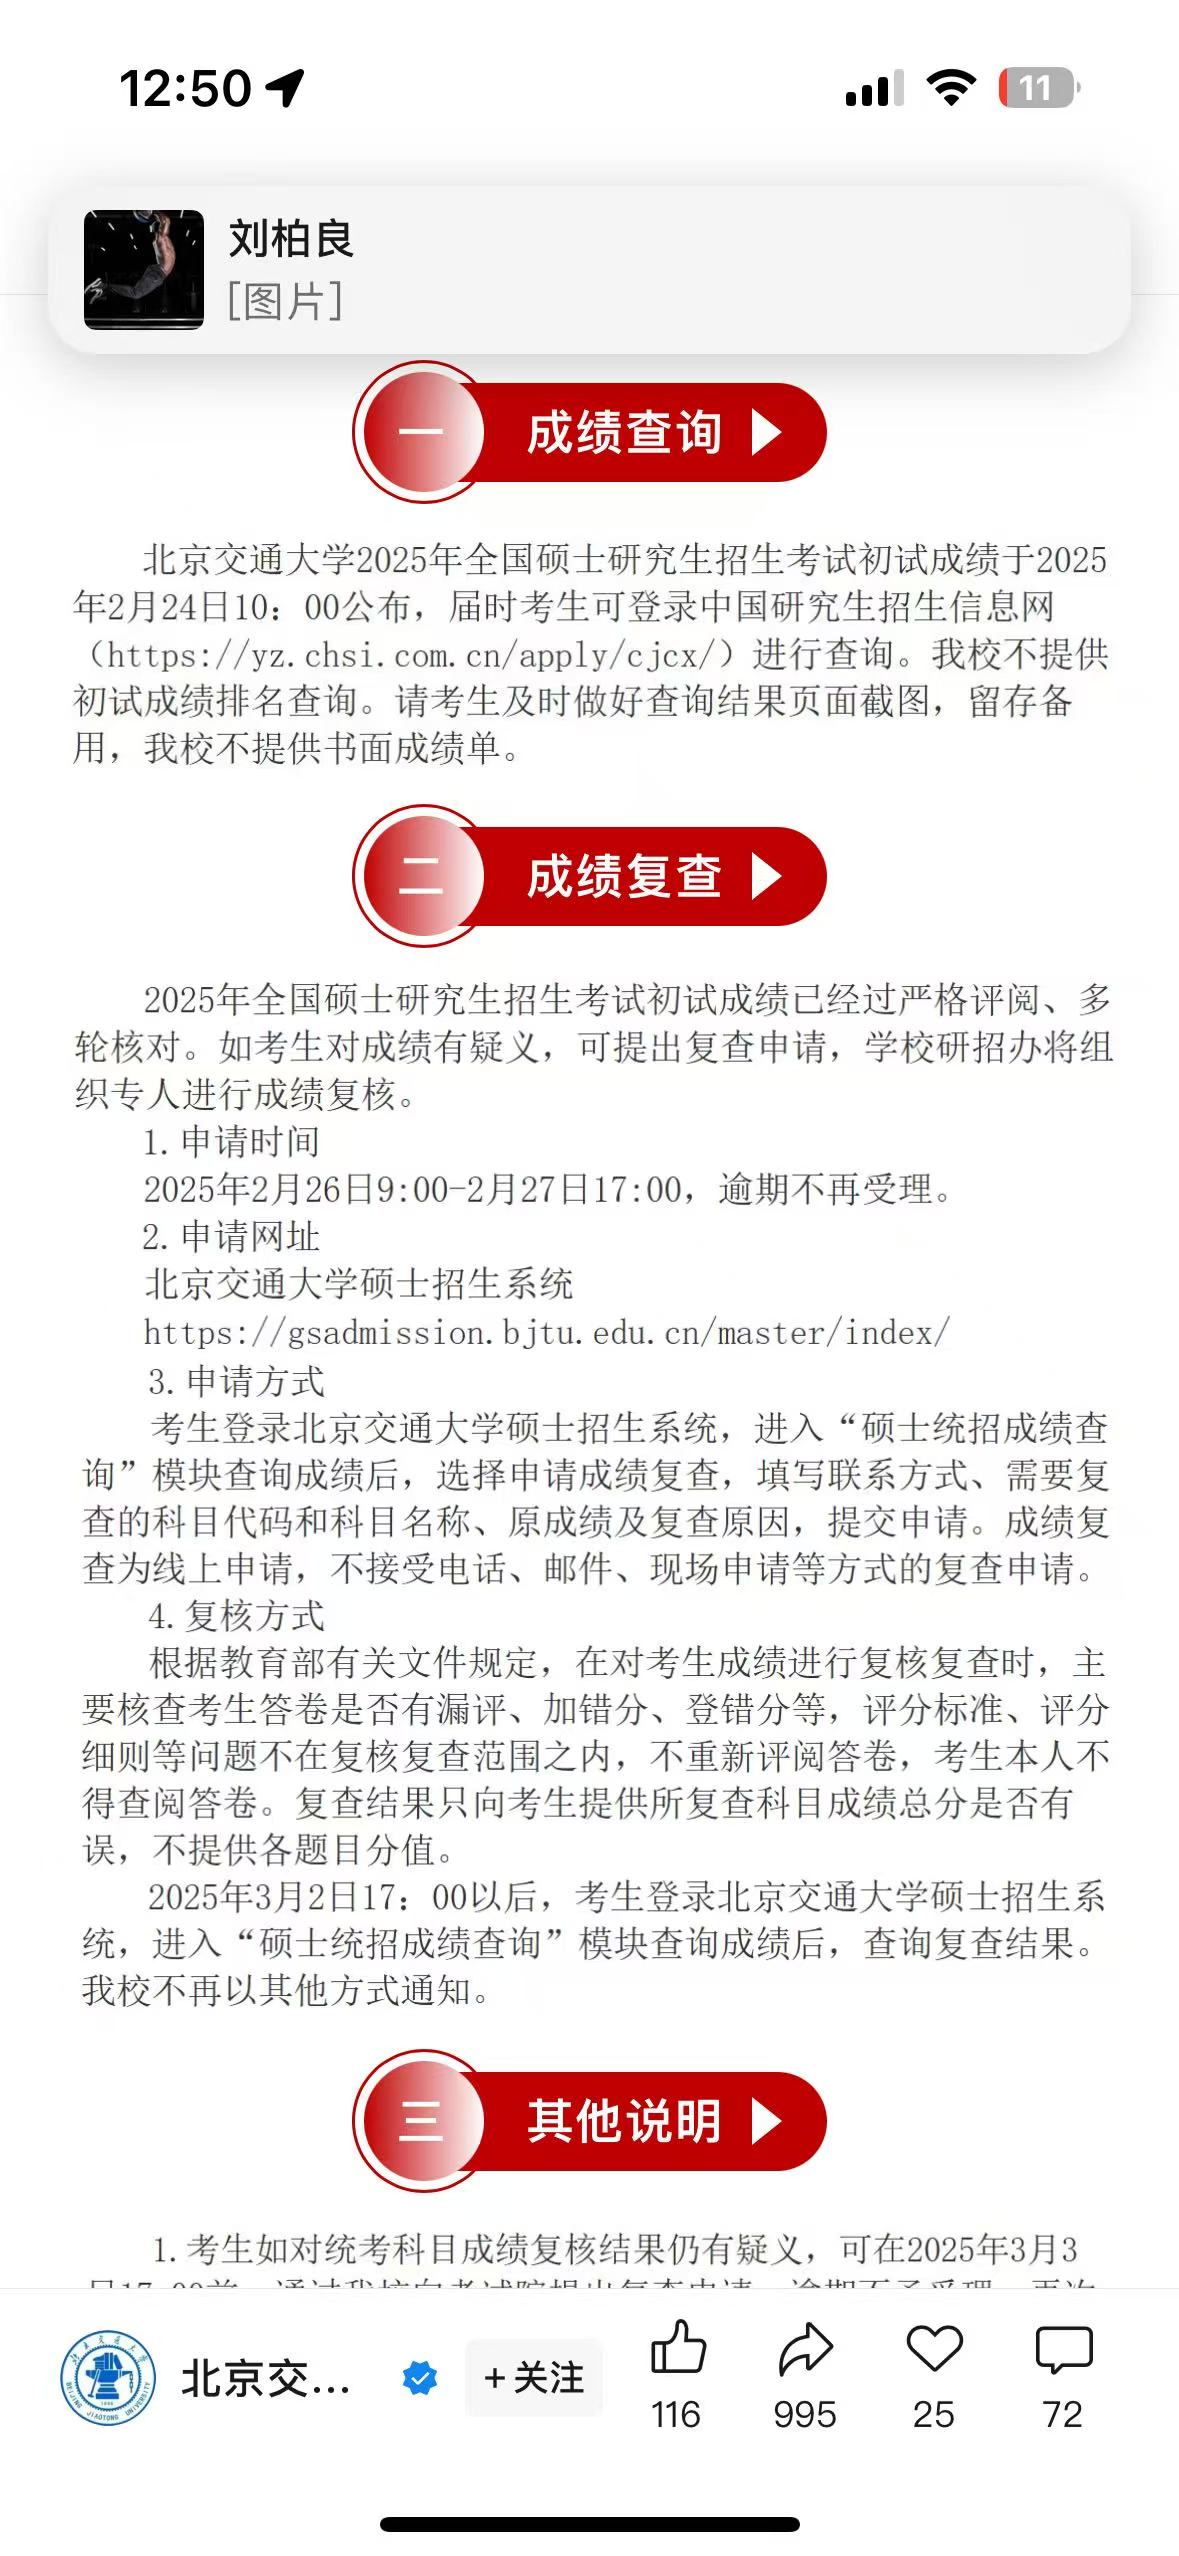 12:50
11
刘柏良
[图片]
一 成绩查询
北京交通大学2025年全国硕士研究生招生考试初试成绩于2025
年2月24日10：00公布，届时考生可登录中国研究生招生信息网
（https://yz.chsi.com.cn/apply/cjcx/）进行查询。我校不提供
初试成绩排名查询。请考生及时做好查询结果页面截图，留存备
用，我校不提供书面成绩单。
二 成绩复查
2025年全国硕士研究生招生考试初试成绩已经过严格评阅、多
轮核对。如考生对成绩有疑义，可提出复查申请，学校研招办将组
织专人进行成绩复核。
1.申请时间
2025年2月26日9:00-2月27日17:00，逾期不再受理。
2.申请网址
北京交通大学硕士招生系统
https://gsadmission.bjtu.edu.cn/master/index/
3.申请方式
考生登录北京交通大学硕士招生系统，进入“硕士统招成绩查
询”模块查询成绩后，选择申请成绩复查，填写联系方式、需要复
查的科目代码和科目名称、原成绩及复查原因，提交申请。成绩复
查为线上申请，不接受电话、邮件、现场申请等方式的复查申请。
4.复核方式
根据教育部有关文件规定，在对考生成绩进行复核复查时，主
要核查考生答卷是否有漏评、加错分、登错分等，评分标准、评分
细则等问题不在复核复查范围之内，不重新评阅答卷，考生本人不
得查阅答卷。复查结果只向考生提供所复查科目成绩总分是否有
误，不提供各题目分值。
2025年3月2日17：00以后，考生登录北京交通大学硕士招生系
统，进入“硕士统招成绩查询”模块查询成绩后，查询复查结果。
我校不再以其他方式通知。
三 其他说明
1.考生如对统考科目成绩复核结果仍有疑义，可在2025年3月3
北京交...
+关注
116
995
25
72